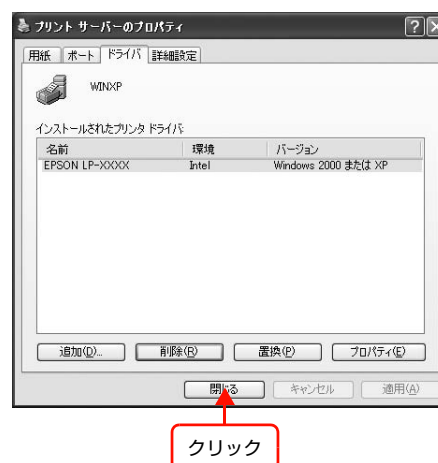 プリント サーバーのプロパティ
用紙 ポート ドライバ 詳細設定
WINXP
インストールされたプリンタ ドライバ:
名前 環境 バージョン
EPSON LP-XXXX Intel Windows 2000 または XP
追加(D)... 削除(R) 置換(P) プロパティ(E)
閉じる キャンセル 適用(A)
クリック